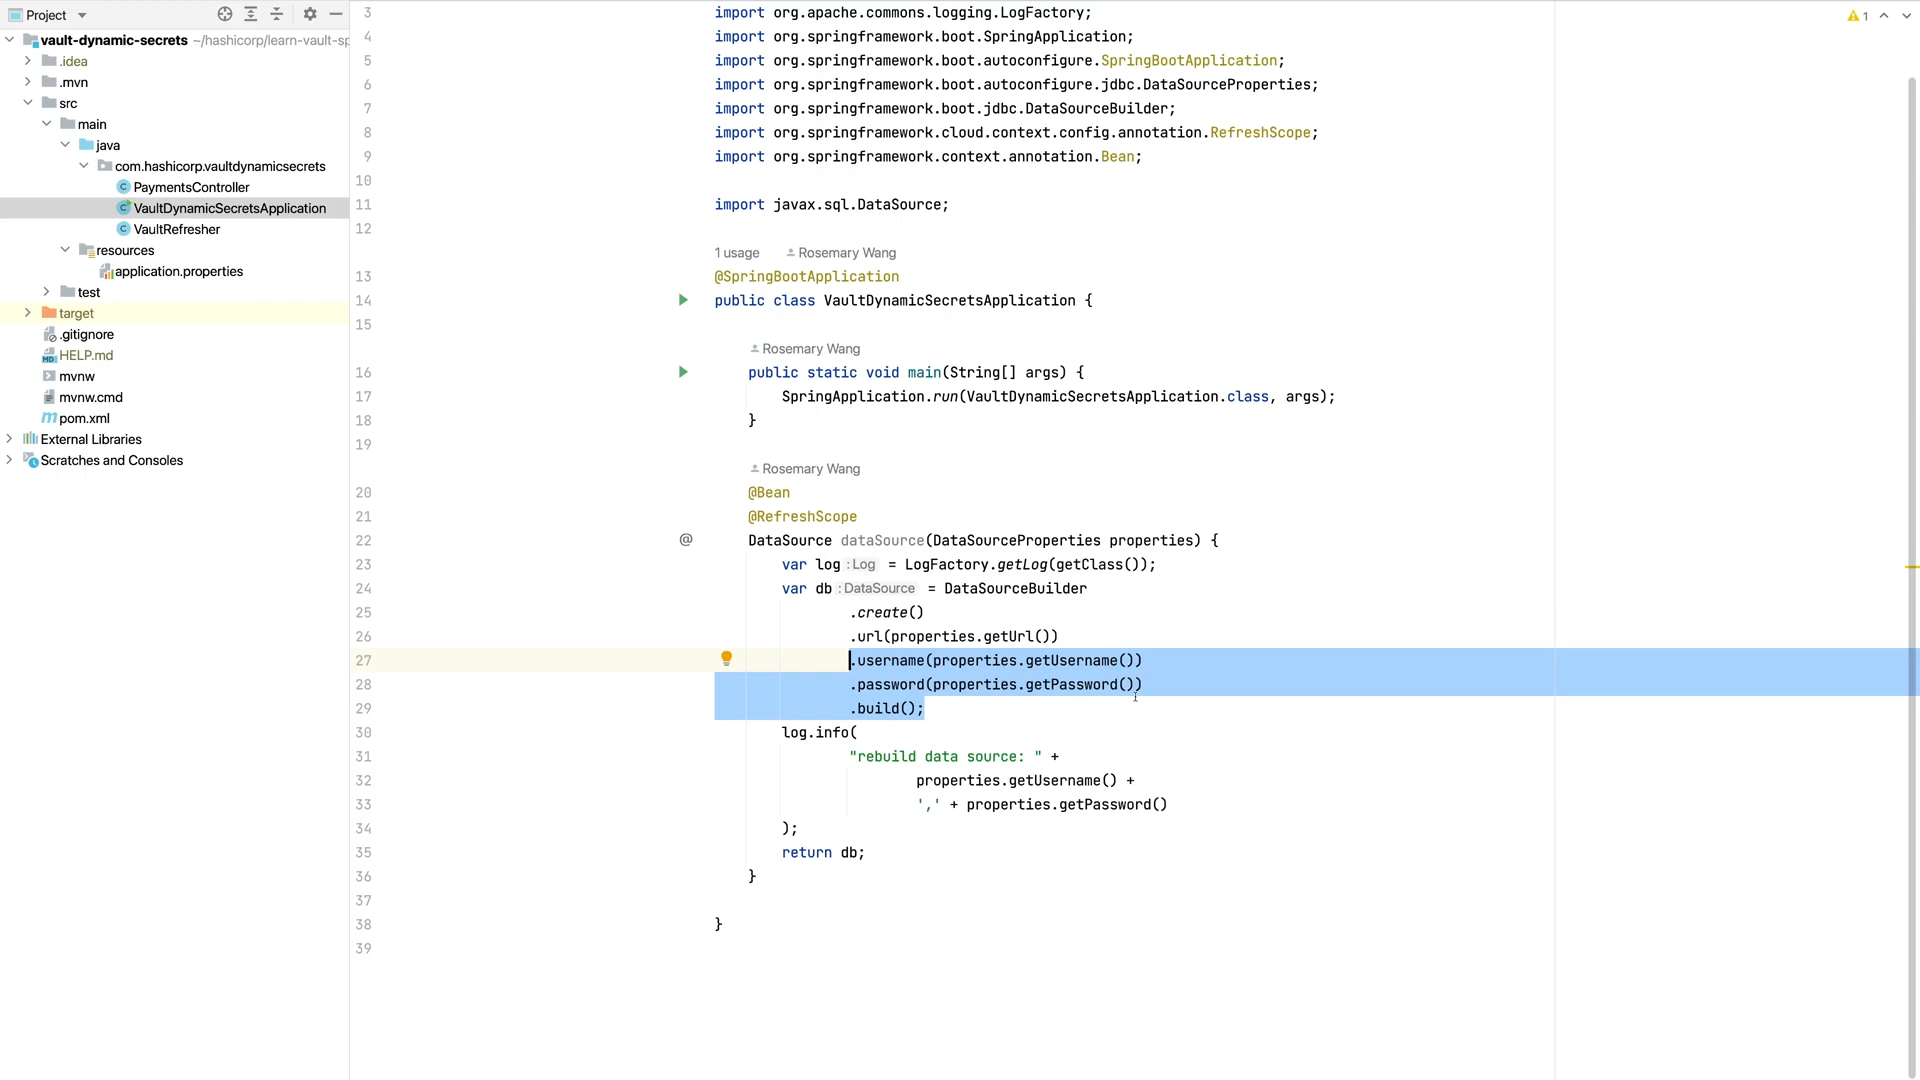 Project
vault-dynamic-secrets ~/hashicorp/learn-vault-sp
.idea
.mvn
src
main
java
com.hashicorp.vaultdynamicsecrets
PaymentsController
VaultDynamicSecretsApplication
VaultRefresher
resources
application.properties
test
target
.gitignore
HELP.md
mvnw
mvnw.cmd
pom.xml
External Libraries
Scratches and Consoles
3 import org.apache.commons.logging.LogFactory;
4 import org.springframework.boot.SpringApplication;
5 import org.springframework.boot.autoconfigure.SpringBootApplication;
6 import org.springframework.boot.autoconfigure.jdbc.DataSourceProperties;
7 import org.springframework.boot.jdbc.DataSourceBuilder;
8 import org.springframework.cloud.context.config.annotation.RefreshScope;
9 import org.springframework.context.annotation.Bean;
10
11 import javax.sql.DataSource;
12
1 usage Rosemary Wang
13 @SpringBootApplication
14 public class VaultDynamicSecretsApplication {
15
Rosemary Wang
16 public static void main(String[] args) {
17 SpringApplication.run(VaultDynamicSecretsApplication.class, args);
18 }
19
Rosemary Wang
20 @Bean
21 @RefreshScope
22 @ DataSource dataSource(DataSourceProperties properties) {
23 var log : Log = LogFactory.getLog(getClass());
24 var db : DataSource = DataSourceBuilder
25 .create()
26 .url(properties.getUrl())
27 .username(properties.getUsername())
28 .password(properties.getPassword())
29 .build();
30 log.info(
31 "rebuild data source: " +
32 properties.getUsername() +
33 ',' + properties.getPassword()
34 );
35 return db;
36 }
37
38 }
39
1